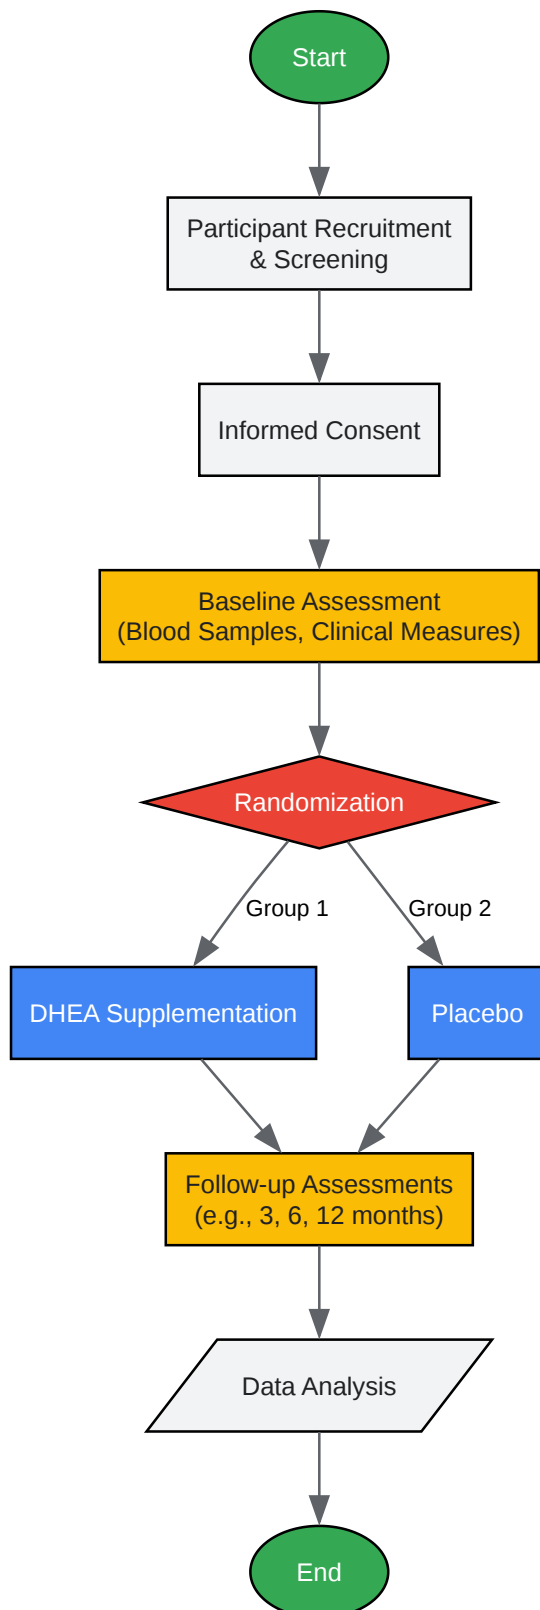 Start
Participant Recruitment
& Screening
Informed Consent
Baseline Assessment
(Blood Samples, Clinical Measures)
Randomization
Group 1
Group 2
DHEA Supplementation
Placebo
Follow-up Assessments
(e.g., 3, 6, 12 months)
Data Analysis
End